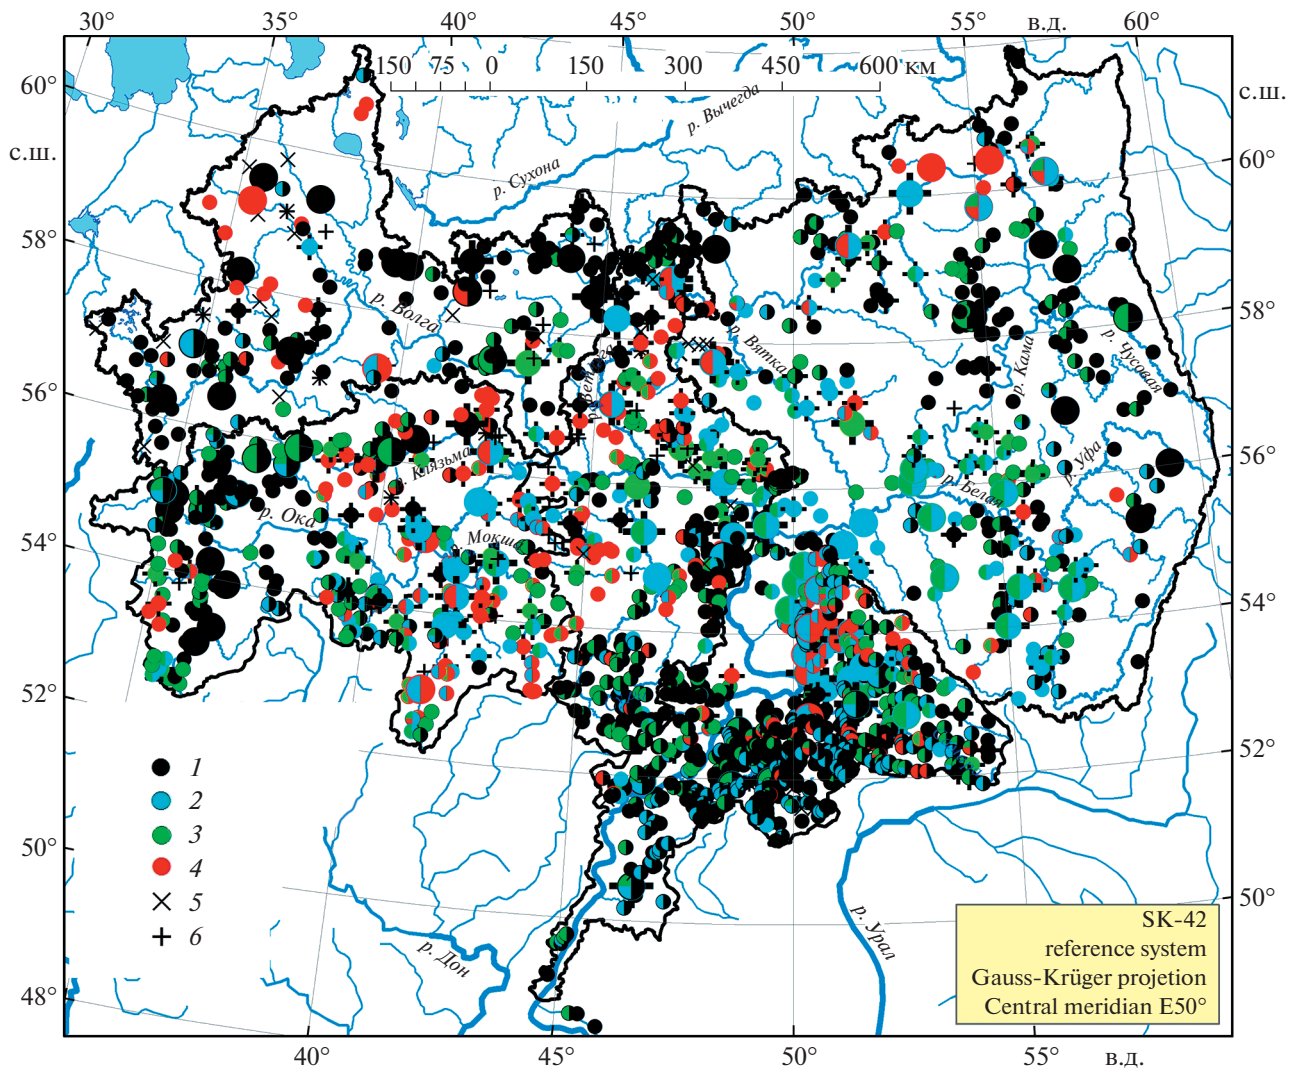 30° 35° 40° 45° 50° 55° в.д. 60°
150 75 0 150 300 450 600 км
60°
с.ш.
с.ш.
р. Вычегда
60°
р. Сухона
58°
р. Волга
р. Вятка
58°
р. Кама
р. Чусовая
р. Ветлуга
56°
р. Клязьма
р. Уфа
56°
р. Белая
р. Ока
Мокша
54°
54°
52°
52°
1
2
3
4
5
6
50°
50°
р. Дон
р. Урал
SK-42
reference system
Gauss-Krüger projetion
Central meridian E50°
48°
40° 45° 50° 55° в.д.